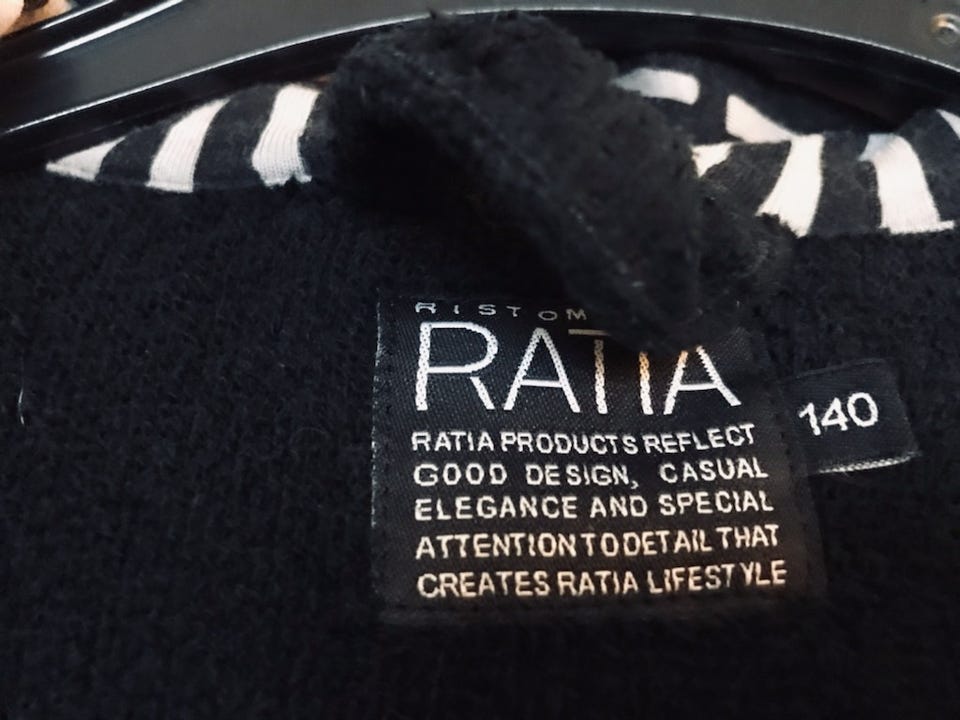 RATIA
RATIA PRODUCTS REFLECT
GOOD DESIGN, CASUAL
ELEGANCE AND SPECIAL
ATTENTION TO DETAIL THAT
CREATES RATIA LIFESTYLE
140